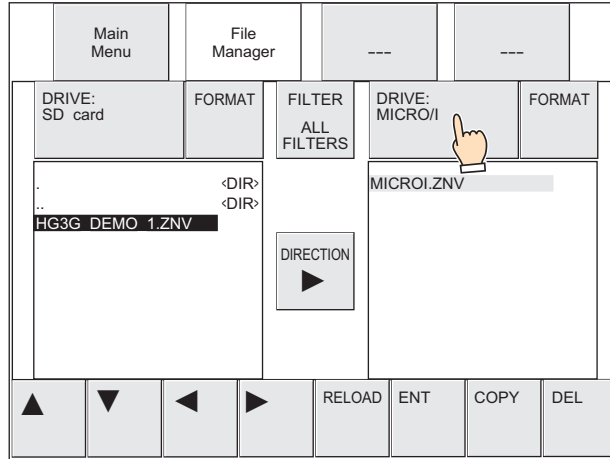 Main
Menu
File
Manager
---
---
DRIVE:
SD card
FORMAT
FILTER
ALL
FILTERS
DRIVE:
MICRO/I
FORMAT
. <DIR>
.. <DIR>
HG3G DEMO 1.ZNV
MICROI.ZNV
DIRECTION
RELOAD
ENT
COPY
DEL